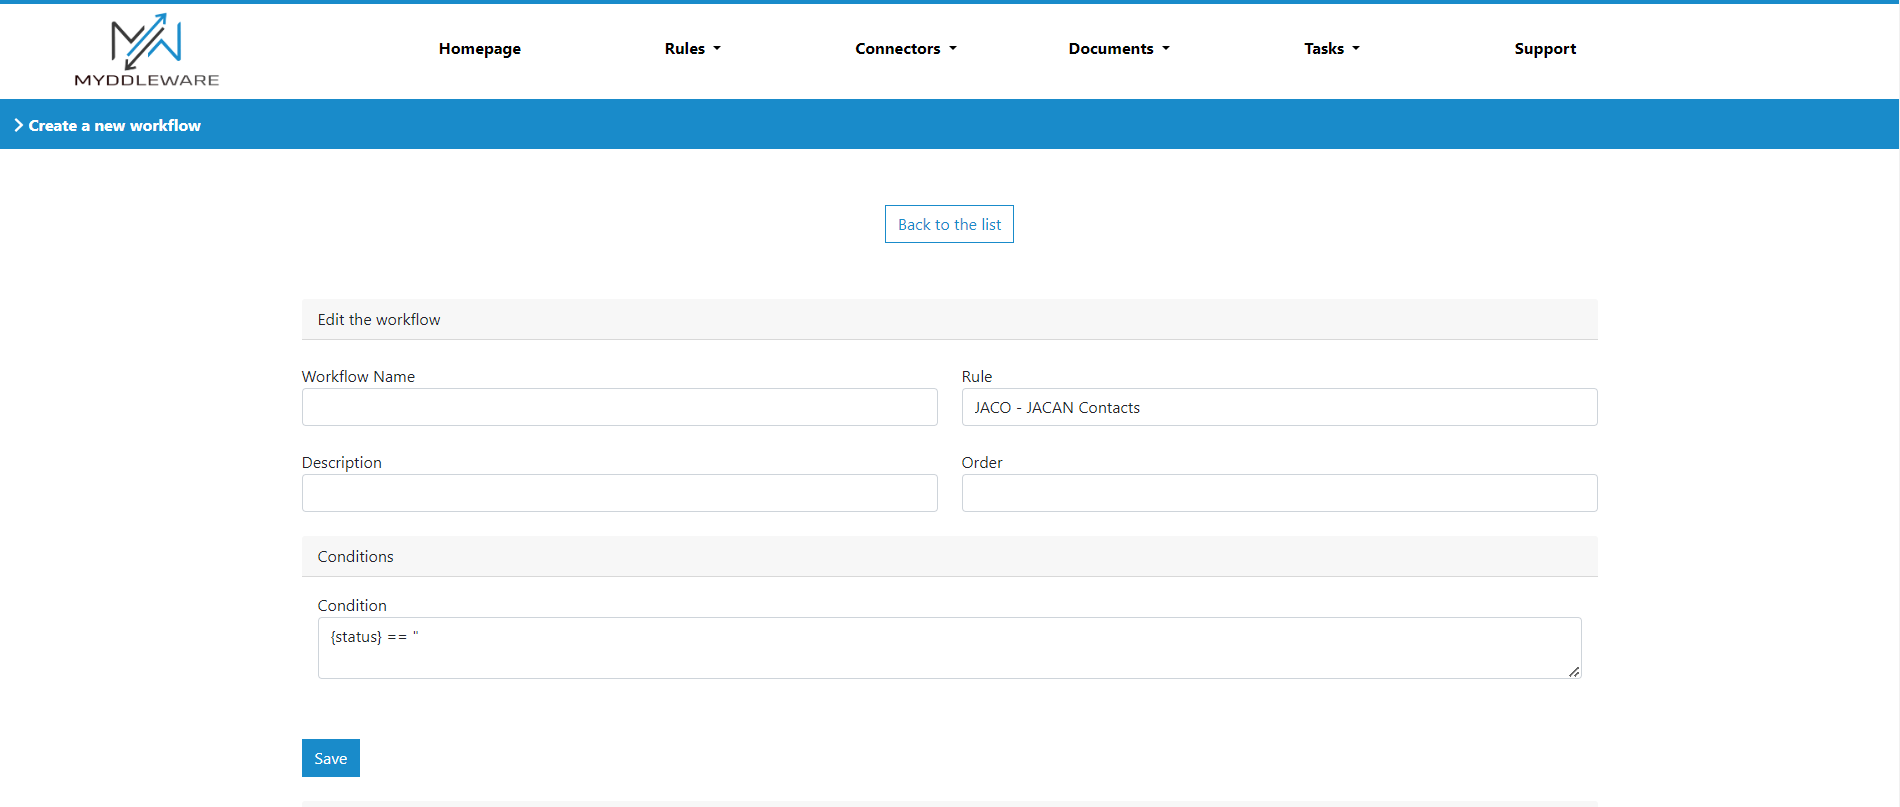 MYDDLEWARE
Homepage Rules Connectors Documents Tasks Support
Create a new workflow
Back to the list
Edit the workflow
Workflow Name Rule
JACO - JACAN Contacts
Description Order
Conditions
Condition
{status} == "
Save